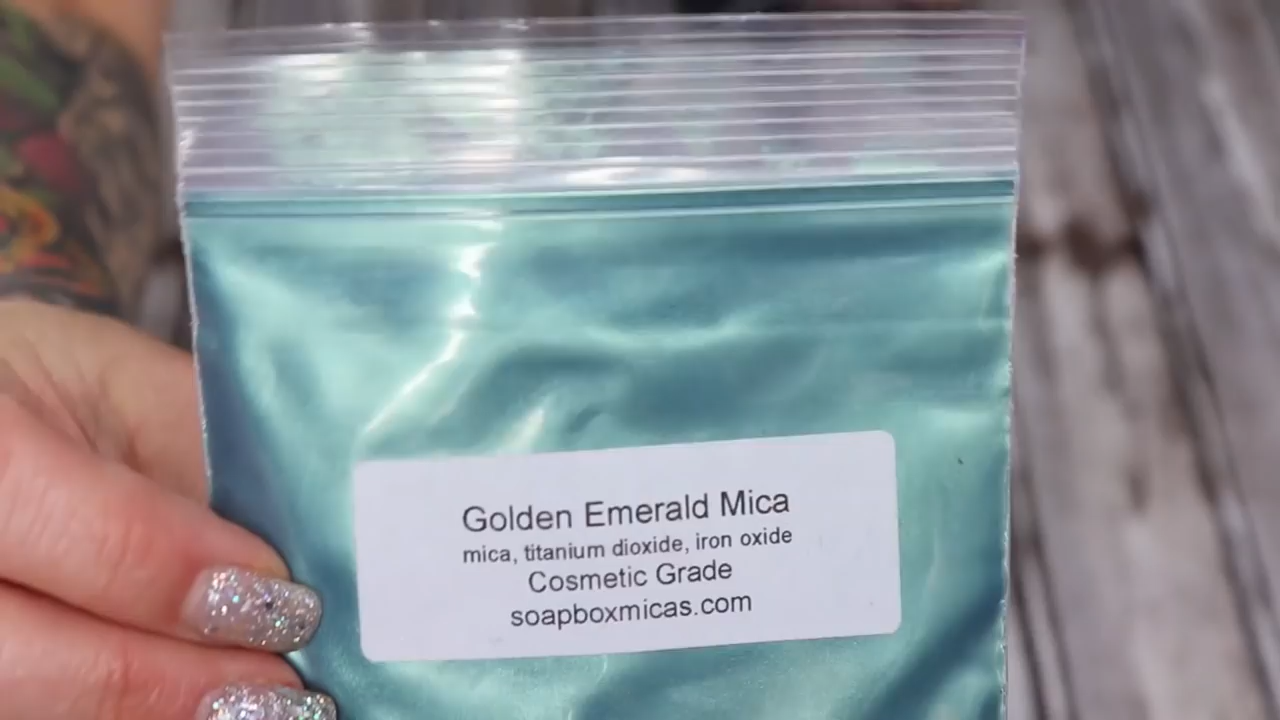 Golden Emerald Mica
mica, titanium dioxide, iron oxide
Cosmetic Grade
soapboxmicas.com